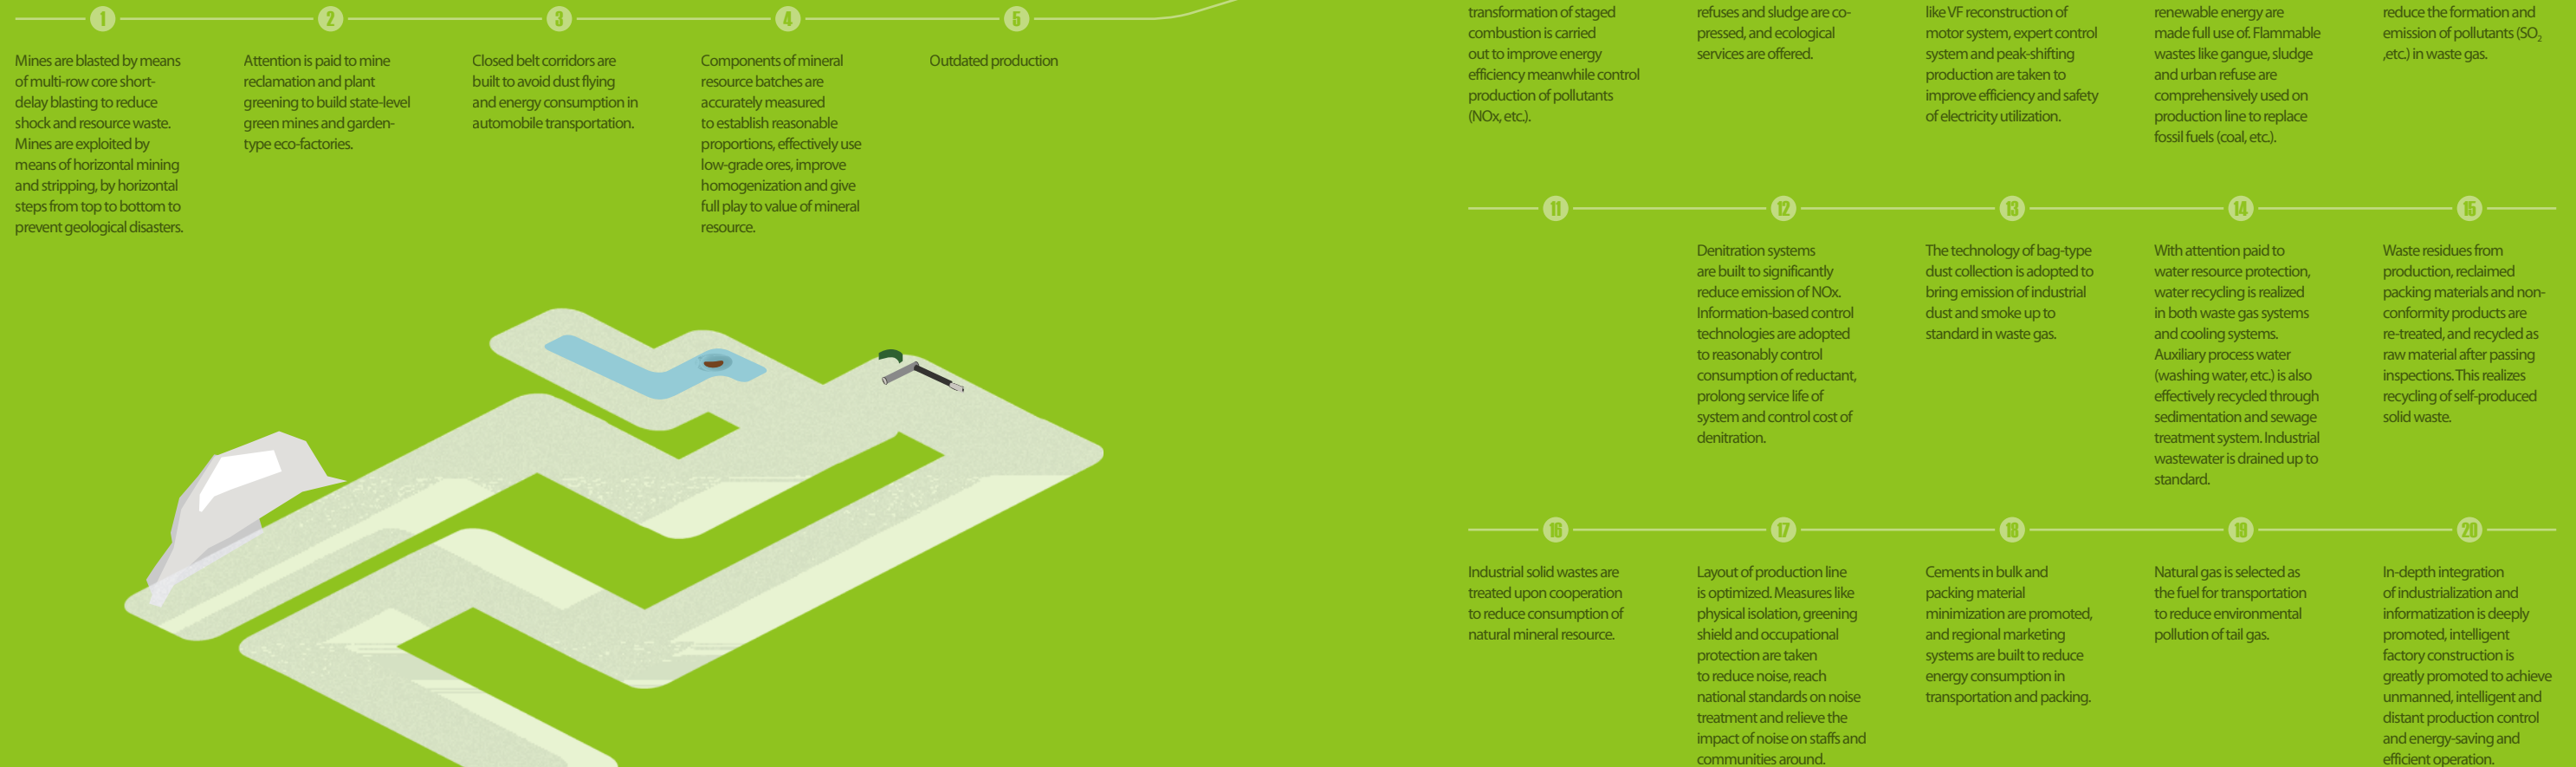 1
2
3
4
5
Mines are blasted by means
of multi-row core short-
delay blasting to reduce
shock and resource waste.
Mines are exploited by
means of horizontal mining
and stripping, by horizontal
steps from top to bottom to
prevent geological disasters.
Attention is paid to mine
reclamation and plant
greening to build state-level
green mines and garden-
type eco-factories.
Closed belt corridors are
built to avoid dust flying
and energy consumption in
automobile transportation.
Components of mineral
resource batches are
accurately measured
to establish reasonable
proportions, effectively use
low-grade ores, improve
homogenization and give
full play to value of mineral
resource.
Outdated production
transformation of staged
combustion is carried
out to improve energy
efficiency meanwhile control
production of pollutants
(NOx, etc.).
refuses and sludge are co-
pressed, and ecological
services are offered.
like VF reconstruction of
motor system, expert control
system and peak-shifting
production are taken to
improve efficiency and safety
of electricity utilization.
renewable energy are
made full use of. Flammable
wastes like gangue, sludge
and urban refuse are
comprehensively used on
production line to replace
fossil fuels (coal, etc.).
reduce the formation and
emission of pollutants (SO2
,etc.) in waste gas.
11
12
13
14
15
Denitration systems
are built to significantly
reduce emission of NOx.
Information-based control
technologies are adopted
to reasonably control
consumption of reductant,
prolong service life of
system and control cost of
denitration.
The technology of bag-type
dust collection is adopted to
bring emission of industrial
dust and smoke up to
standard in waste gas.
With attention paid to
water resource protection,
water recycling is realized
in both waste gas systems
and cooling systems.
Auxiliary process water
(washing water, etc.) is also
effectively recycled through
sedimentation and sewage
treatment system. Industrial
wastewater is drained up to
standard.
Waste residues from
production, reclaimed
packing materials and non-
conformity products are
re-treated, and recycled as
raw material after passing
inspections. This realizes
recycling of self-produced
solid waste.
16
17
18
19
20
Industrial solid wastes are
treated upon cooperation
to reduce consumption of
natural mineral resource.
Layout of production line
is optimized. Measures like
physical isolation, greening
shield and occupational
protection are taken
to reduce noise, reach
national standards on noise
treatment and relieve the
impact of noise on staffs and
communities around.
Cements in bulk and
packing material
minimization are promoted,
and regional marketing
systems are built to reduce
energy consumption in
transportation and packing.
Natural gas is selected as
the fuel for transportation
to reduce environmental
pollution of tail gas.
In-depth integration
of industrialization and
informatization is deeply
promoted, intelligent
factory construction is
greatly promoted to achieve
unmanned, intelligent and
distant production control
and energy-saving and
efficient operation.